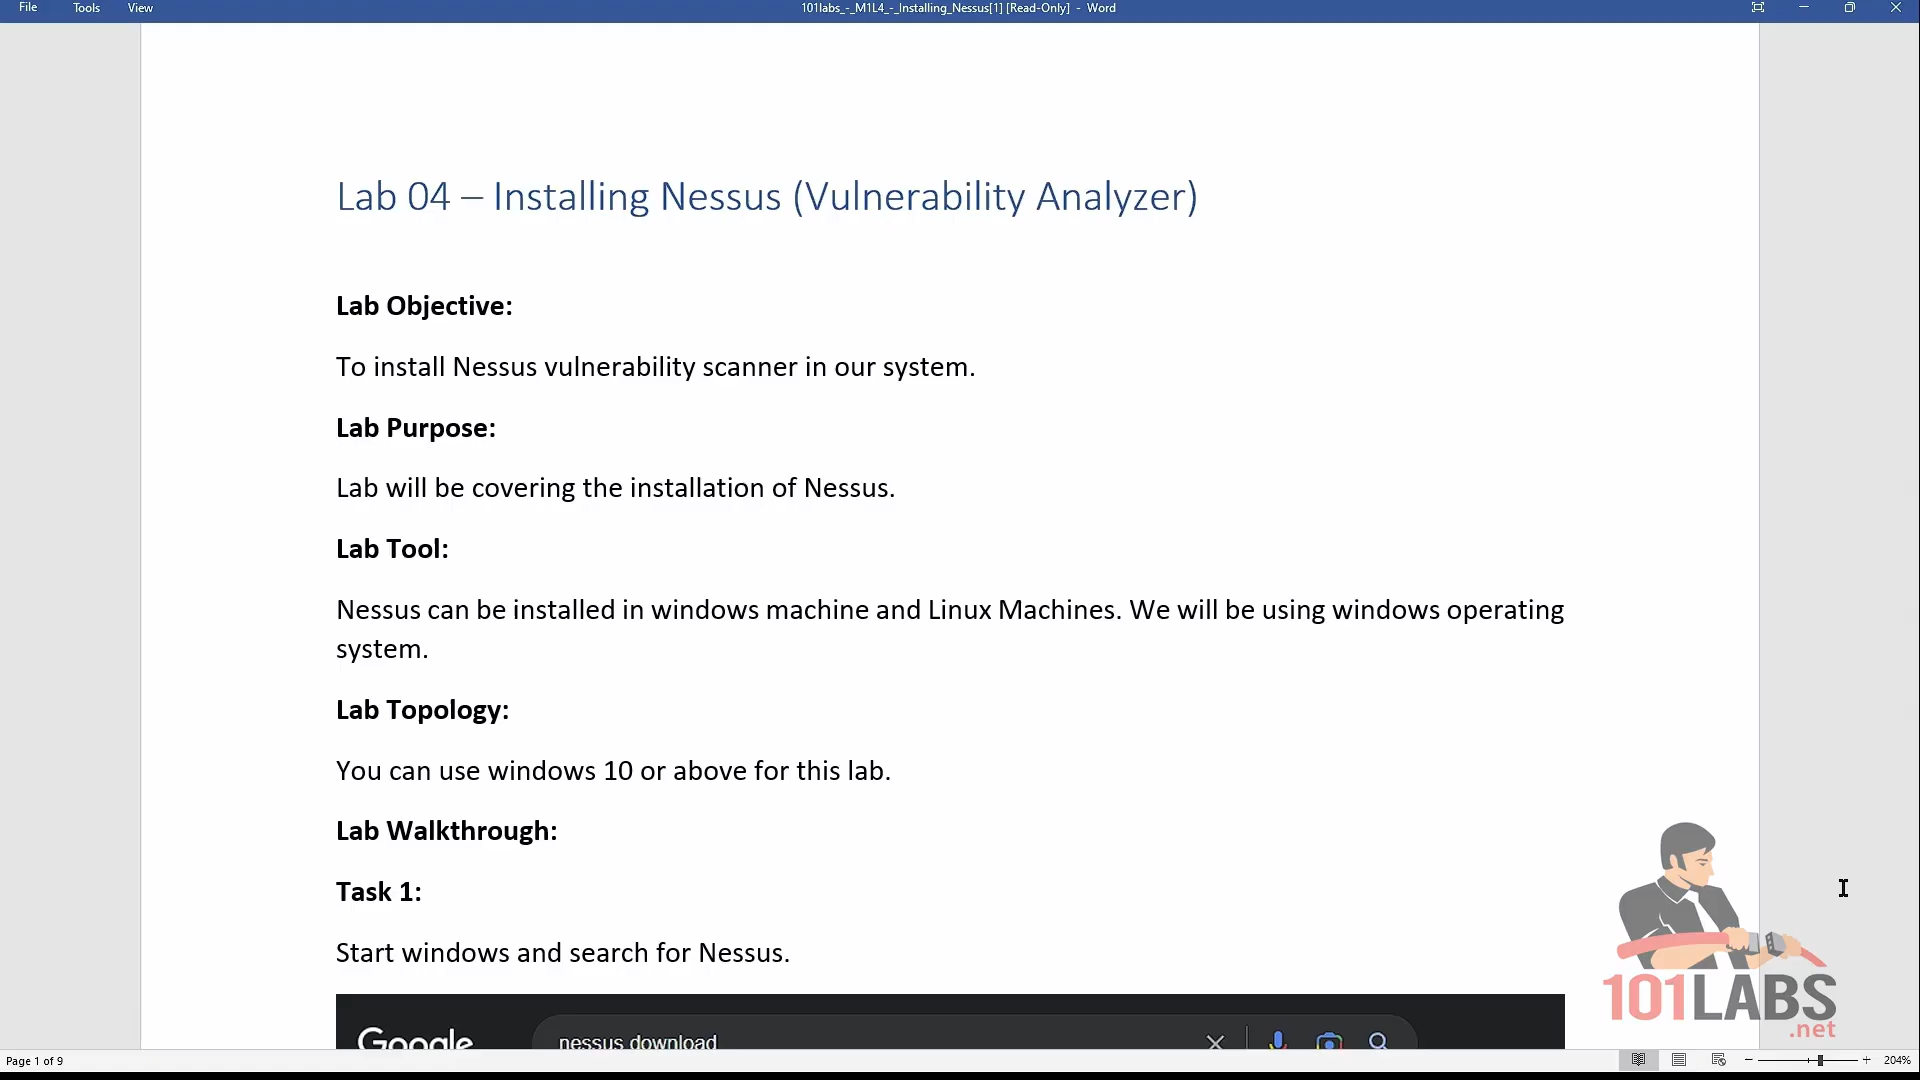 File Tools View 101labs_-_M1L4_-_Installing_Nessus[1] [Read-Only] - Word
Lab 04 – Installing Nessus (Vulnerability Analyzer)
Lab Objective:
To install Nessus vulnerability scanner in our system.
Lab Purpose:
Lab will be covering the installation of Nessus.
Lab Tool:
Nessus can be installed in windows machine and Linux Machines. We will be using windows operating
system.
Lab Topology:
You can use windows 10 or above for this lab.
Lab Walkthrough:
Task 1:
Start windows and search for Nessus.
Google nessus download
101LABS
.net
Page 1 of 9 204%